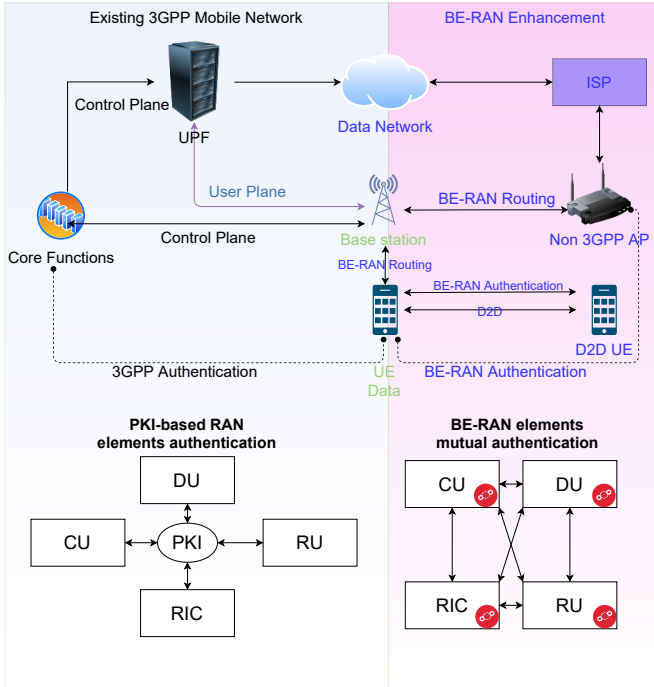 Existing 3GPP Mobile Network
BE-RAN Enhancement
ISP
Control Plane
UPF
Data Network
User Plane
BE-RAN Routing
Control Plane
Base station
Non 3GPP AP
Core Functions
BE-RAN Routing
BE-RAN Authentication
D2D
D2D UE
3GPP Authentication
UE
Data
BE-RAN Authentication
PKI-based RAN
elements authentication
DU
CU
PKI
RU
RIC
BE-RAN elements
mutual authentication
CU
DU
RIC
RU